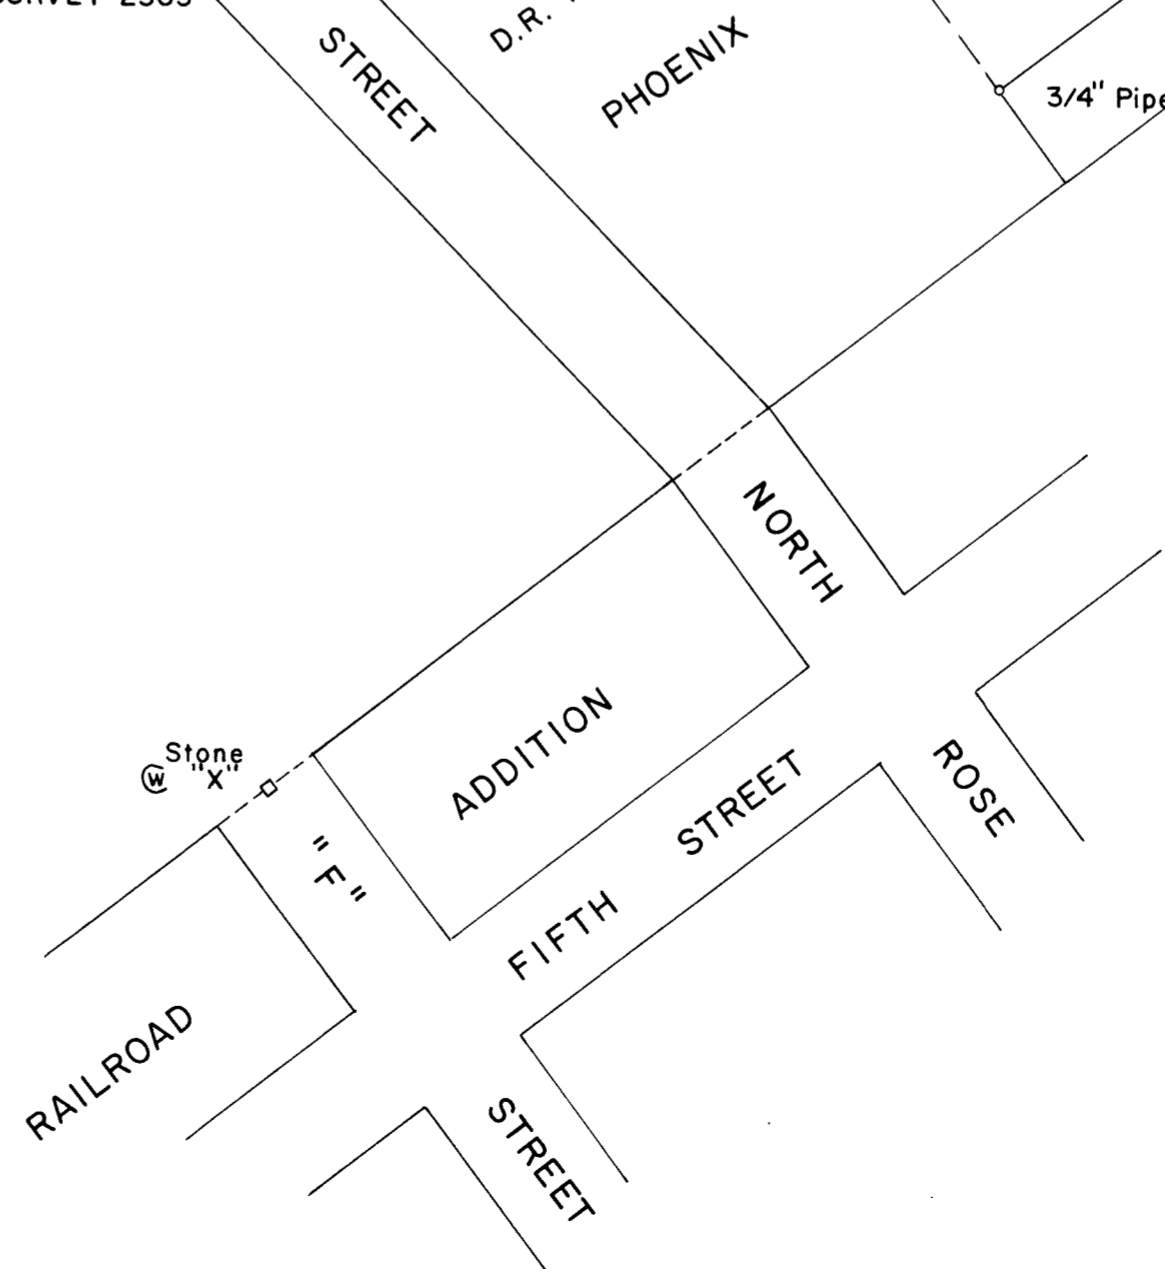 STREET
D.R.
PHOENIX
3/4" Pipe
NORTH
Stone
@ W "X"
ADDITION
"F"
FIFTH STREET
ROSE
RAILROAD
STREET